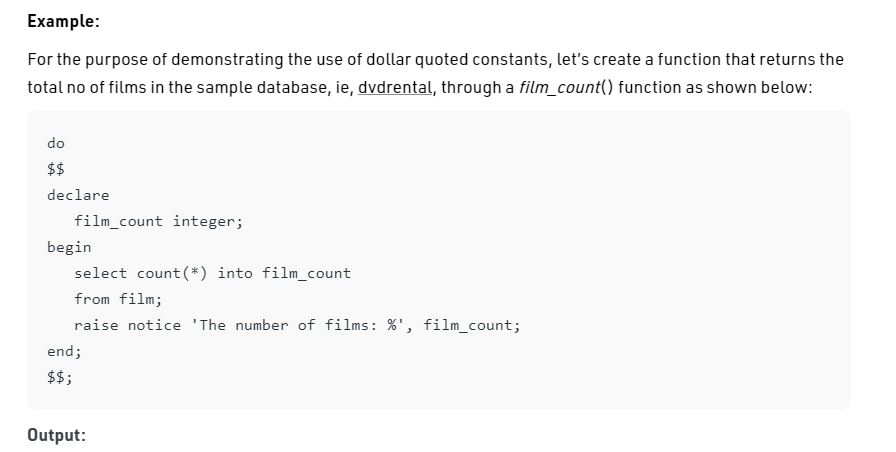 Example:
For the purpose of demonstrating the use of dollar quoted constants, let's create a function that returns the
total no of films in the sample database, ie, dvdrental, through a film_count() function as shown below:
do
$$
declare
   film_count integer;
begin
   select count(*) into film_count
   from film;
   raise notice 'The number of films: %', film_count;
end;
$$;
Output: